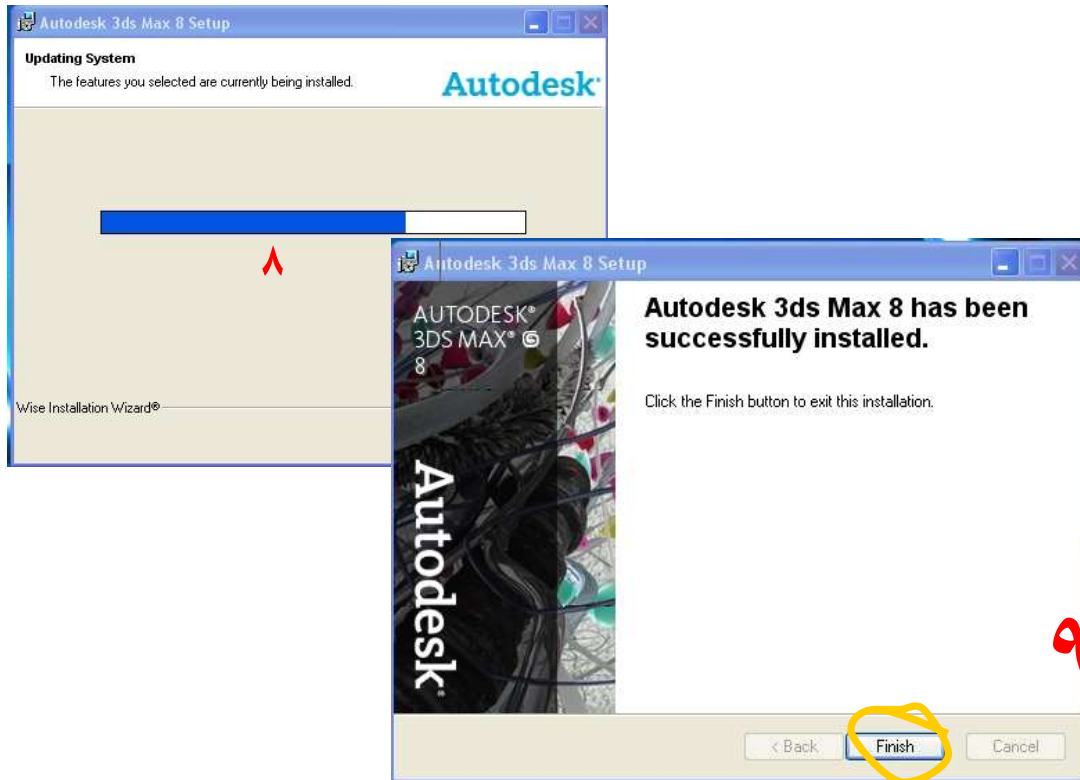 Autodesk 3ds Max 8 Setup
Updating System
The features you selected are currently being installed.
Autodesk®
٨
Wise Installation Wizard®
Autodesk 3ds Max 8 Setup
AUTODESK®
3DS MAX®
8
Autodesk®
Autodesk 3ds Max 8 has been
successfully installed.
Click the Finish button to exit this installation.
٩
< Back
Finish
Cancel